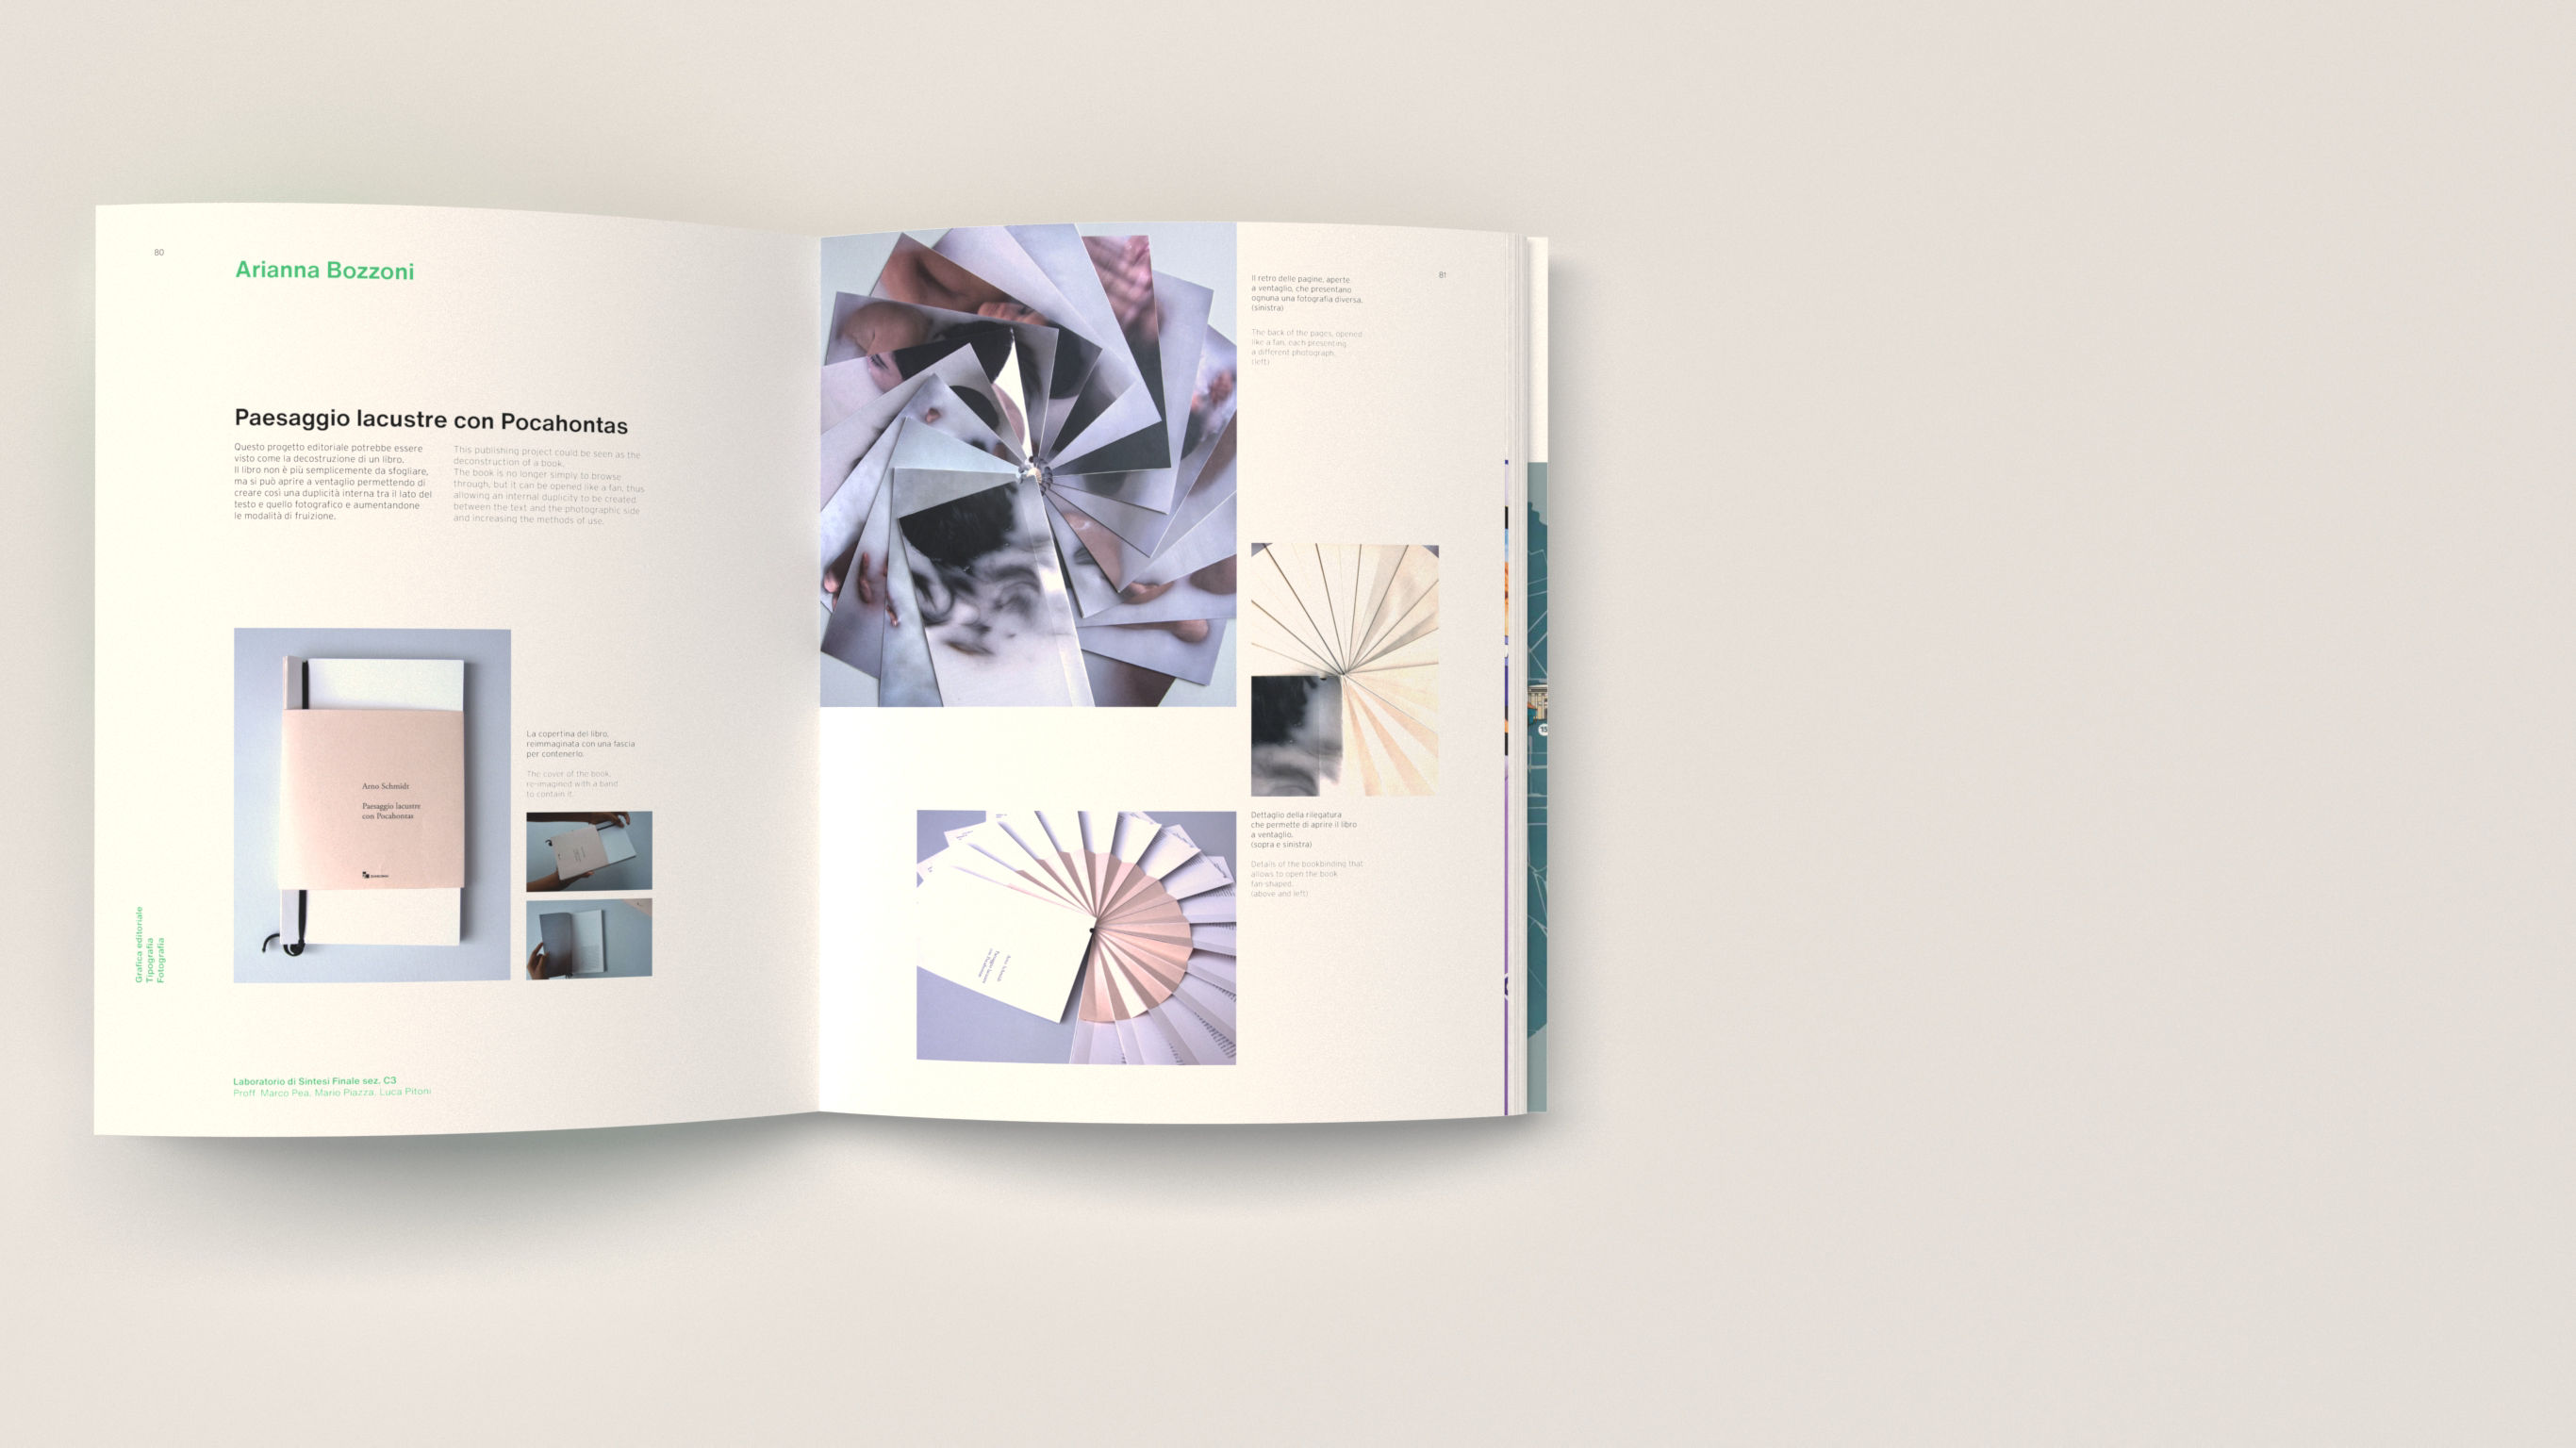 80
Arianna Bozzoni
Paesaggio lacustre con Pocahontas
Questo progetto editoriale potrebbe essere
visto come la decostruzione di un libro.
Il libro non è più semplicemente da sfogliare,
ma si può aprire a ventaglio permettendo di
creare così una duplicità interna tra il lato del
testo e quello fotografico e aumentandone
le modalità di fruizione.
This publishing project could be seen as the
deconstruction of a book.
The book is no longer simply to browse
through, but it can be opened like a fan, thus
allowing an internal duplicity to be created
between the text and the photographic side
and increasing the methods of use.
Arno Schmidt
Paesaggio lacustre
con Pocahontas
La copertina del libro,
reimmaginata con una fascia
per contenerlo.
The cover of the book,
re-imagined with a band
to contain it.
Grafica editoriale
Tipografia
Fotografia
Laboratorio di Sintesi Finale sez. C3
Proff. Marco Pea, Mario Piazza, Luca Pitoni
81
Il retro delle pagine, aperte
a ventaglio, che presentano
ognuna una fotografia diversa.
(sinistra)
The back of the pages, opened
like a fan, each presenting
a different photograph.
(left)
Dettaglio della rilegatura
che permette di aprire il libro
a ventaglio.
(sopra e sinistra)
Details of the bookbinding that
allows to open the book
fan-shaped.
(above and left)
Arno Schmidt
Paesaggio lacustre
con Pocahontas